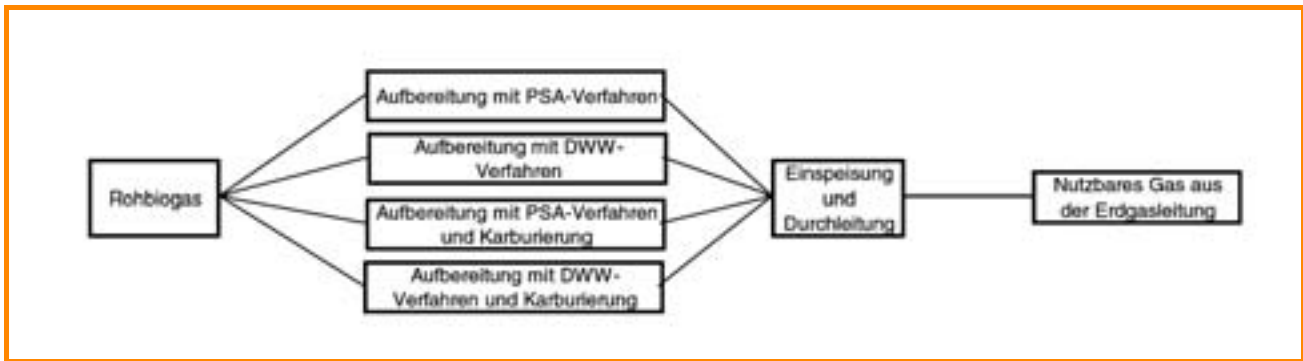 Rohbiogas
Aufbereitung mit PSA-Verfahren
Aufbereitung mit DWW-
Verfahren
Aufbereitung mit PSA-Verfahren
und Karburierung
Aufbereitung mit DWW-
Verfahren und Karburierung
Einspeisung
und
Durchleitung
Nutzbares Gas aus
der Erdgasleitung